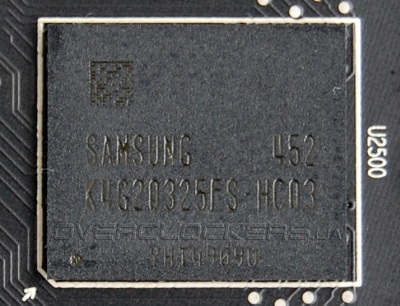 SAMSUNG 452
K4G20325FS-HC03
OVERCLOCKERS.UA
U2500